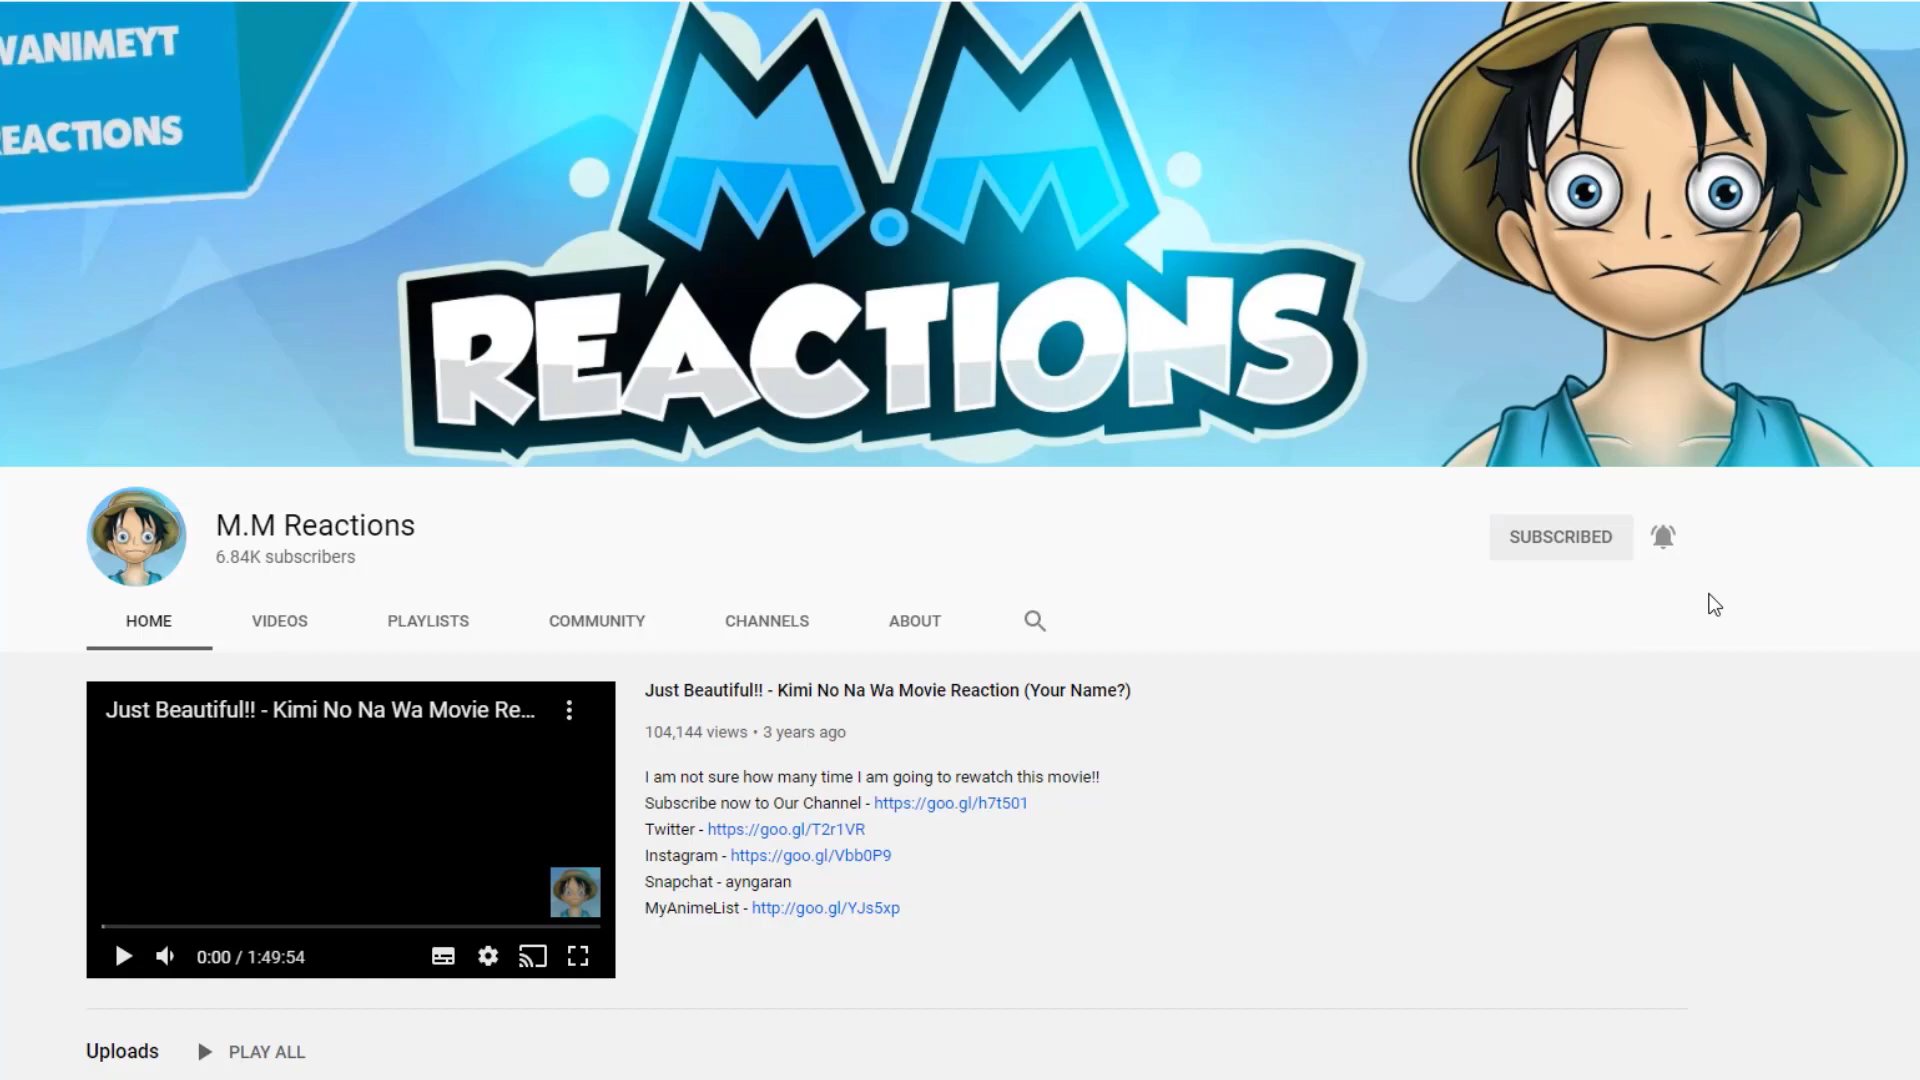 VANIMEYT
EACTIONS
M.M
REACTIONS
M.M Reactions
6.84K subscribers
SUBSCRIBED
HOME VIDEOS PLAYLISTS COMMUNITY CHANNELS ABOUT
Just Beautiful!! - Kimi No Na Wa Movie Re...
0:00 / 1:49:54
Just Beautiful!! - Kimi No Na Wa Movie Reaction (Your Name?)
104,144 views • 3 years ago
I am not sure how many time I am going to rewatch this movie!!
Subscribe now to Our Channel - https://goo.gl/h7t501
Twitter - https://goo.gl/T2r1VR
Instagram - https://goo.gl/Vbb0P9
Snapchat - ayngaran
MyAnimeList - http://goo.gl/YJs5xp
Uploads PLAY ALL